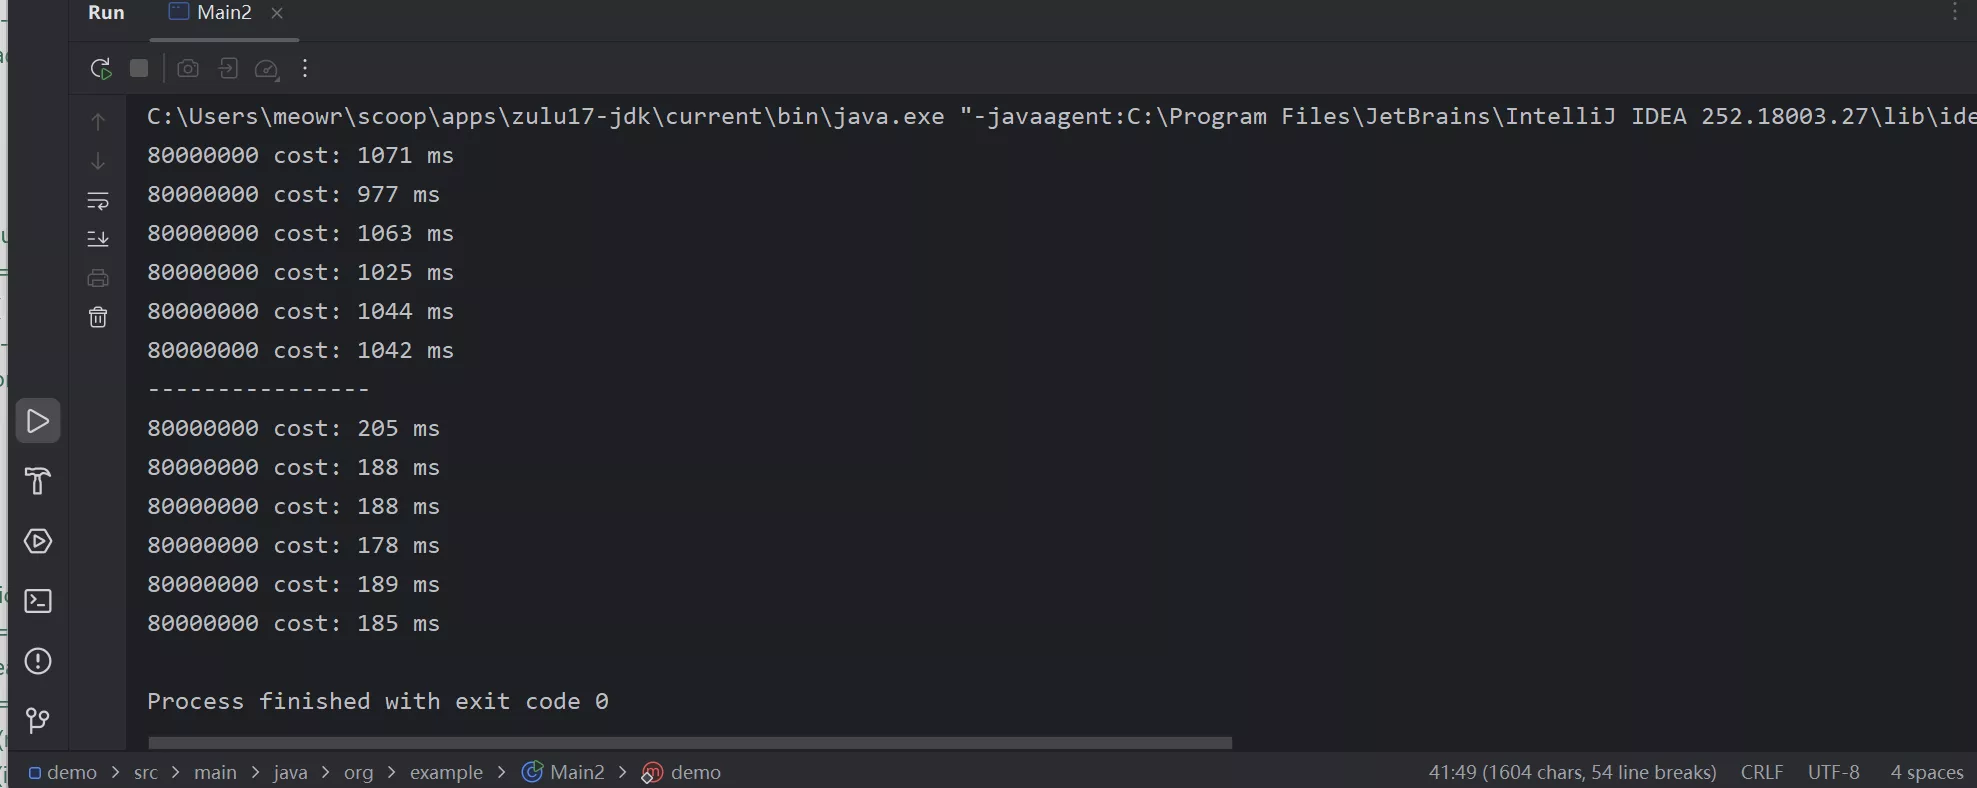 Run Main2
C:\Users\meowr\scoop\apps\zulu17-jdk\current\bin\java.exe "-javaagent:C:\Program Files\JetBrains\IntelliJ IDEA 252.18003.27\lib\ide
80000000 cost: 1071 ms
80000000 cost: 977 ms
80000000 cost: 1063 ms
80000000 cost: 1025 ms
80000000 cost: 1044 ms
80000000 cost: 1042 ms
----------------
80000000 cost: 205 ms
80000000 cost: 188 ms
80000000 cost: 188 ms
80000000 cost: 178 ms
80000000 cost: 189 ms
80000000 cost: 185 ms
Process finished with exit code 0
demo > src > main > java > org > example > Main2 > demo 41:49 (1604 chars, 54 line breaks) CRLF UTF-8 4 spaces